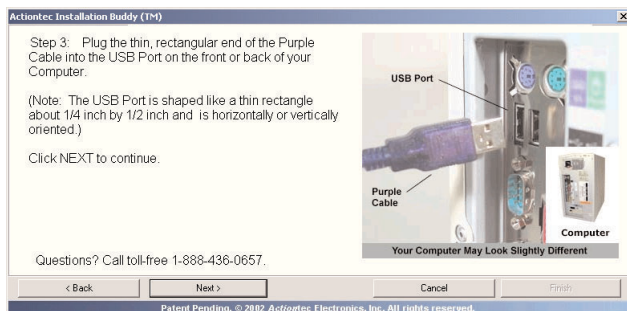 Actiontec Installation Buddy (TM)
Step 3: Plug the thin, rectangular end of the Purple
Cable into the USB Port on the front or back of your
Computer.
(Note: The USB Port is shaped like a thin rectangle
about 1/4 inch by 1/2 inch and is horizontally or vertically
oriented.)
Click NEXT to continue.
USB Port
Purple
Cable
Computer
Your Computer May Look Slightly Different
Questions? Call toll-free 1-888-436-0657.
< Back
Next >
Cancel
Finish
Patent Pending. © 2002 Actiontec Electronics, Inc. All rights reserved.